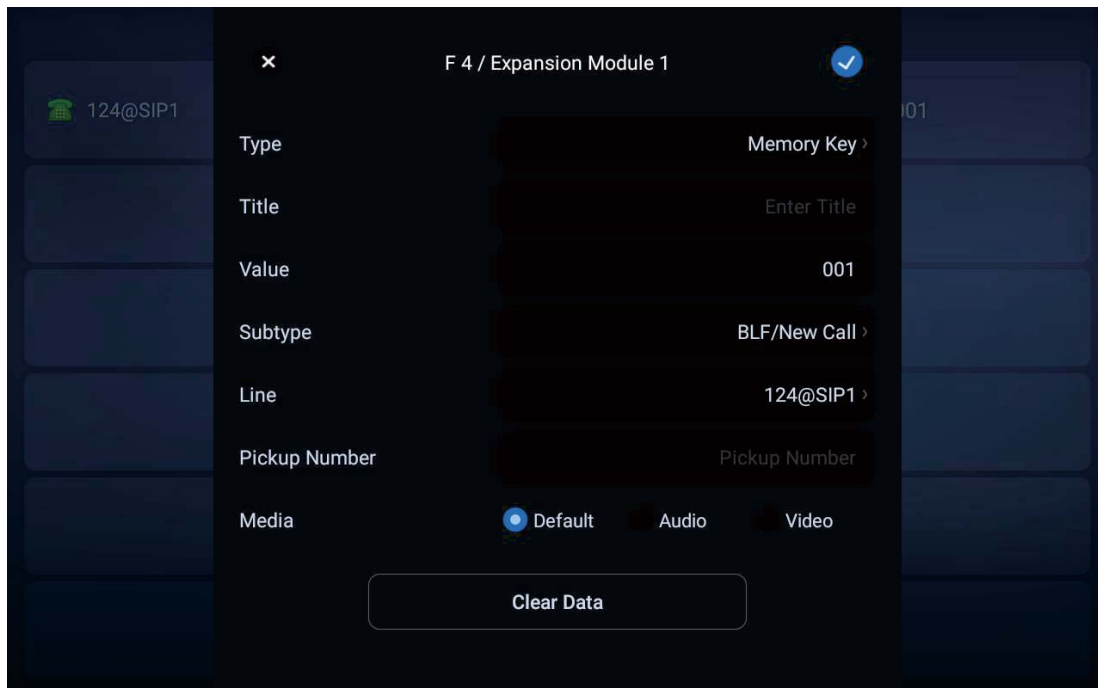 F 4 / Expansion Module 1
124@SIP1
001
Type Memory Key
Title Enter Title
Value 001
Subtype BLF/New Call
Line 124@SIP1
Pickup Number Pickup Number
Media Default Audio Video
Clear Data